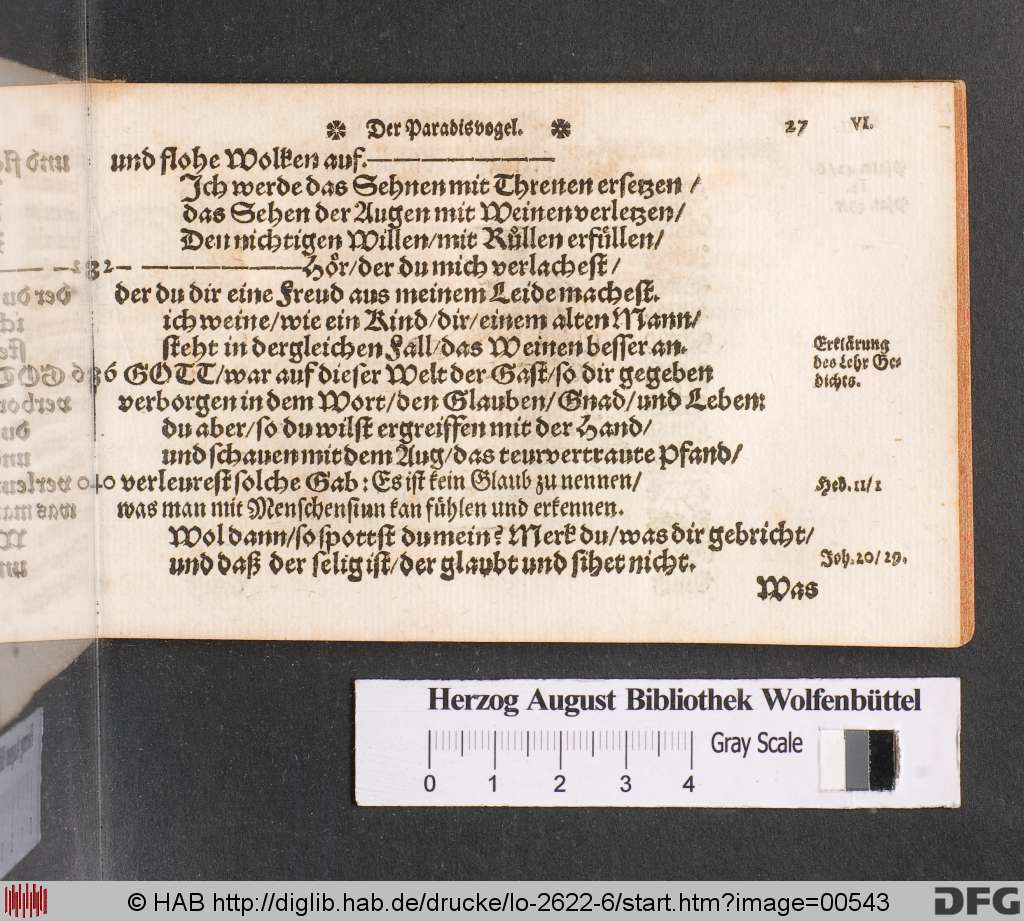 ❈ Der Paradisvogel. ❈ 27 VI.
und flohe Wolken auf.— — — — — — —
Ich werde das Sehnen mit Threnen ersetzen /
das Sehen der Augen mit Weinen verletzen/
Den nichtigen Willen/mit Rüllen erfüllen/
— — — — — —Hör/der du mich verlachest/
der du dir eine Freud aus meinem Leide machest.
ich weine/wie ein Kind/dir/einem alten Mann/
steht in dergleichen Fall/das Weinen besser an.
Erklärung
des Lehr Ge-
dichts.
GOTT/war auf dieser Welt der Gast/so dir gegeben
verborgen in dem Wort/den Glauben/Gnad/und Leben:
du aber/so du wilst ergreiffen mit der Hand/
und schauen mit dem Aug/das teurvertraute Pfand/
verleurest solche Gab: Es ist kein Glaub zu nennen/
Heb. 11/1
was man mit Menschensinn kan fühlen und erkennen.
Wol dann/so spottst du mein? Merk du/was dir gebricht/
und daß der selig ist/der glaubt und sihet nicht.
Joh. 20/29.
Was
Herzog August Bibliothek Wolfenbüttel
Gray Scale
0 1 2 3 4
© HAB http://diglib.hab.de/drucke/lo-2622-6/start.htm?image=00543
DFG